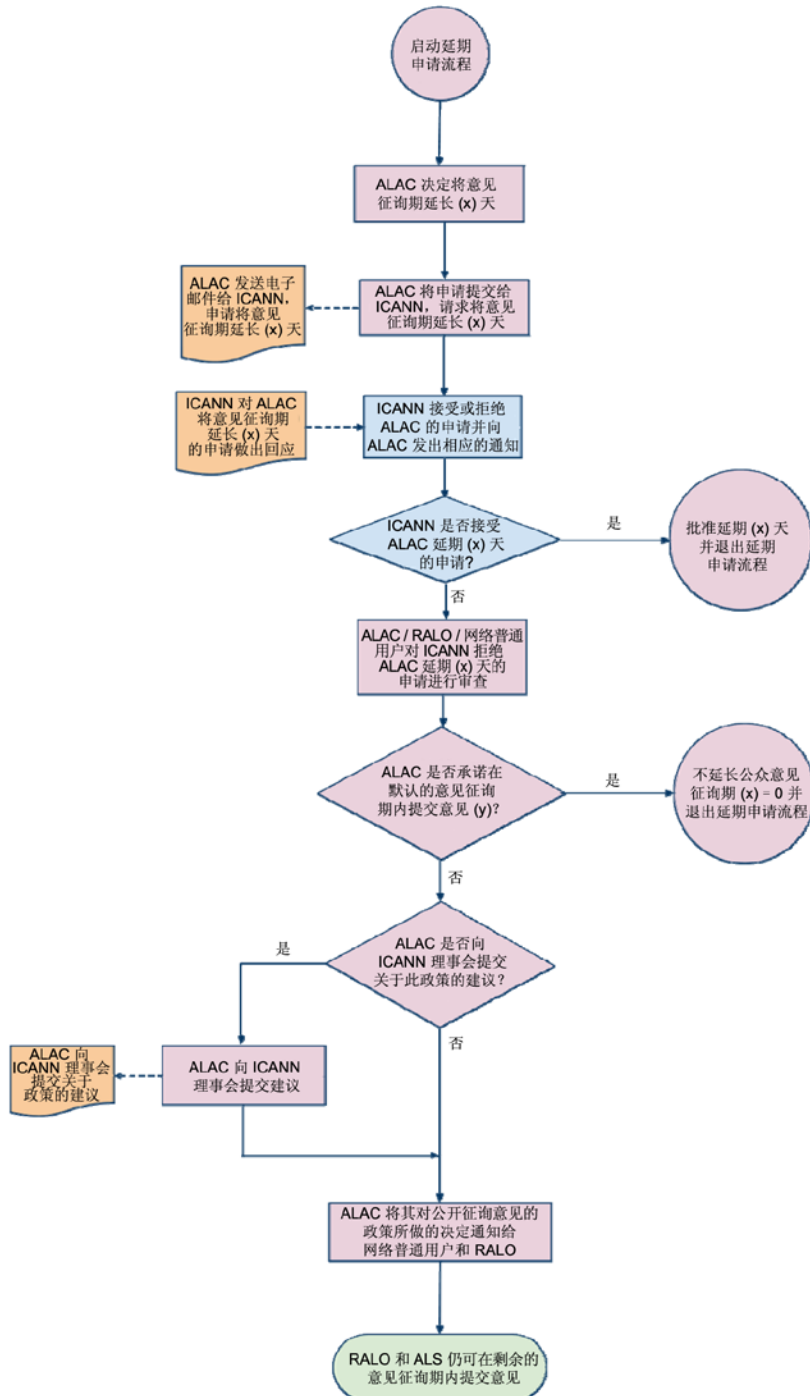 启动延期
申请流程
ALAC 决定将意见
征询期延长 (x) 天
ALAC 发送电子
邮件给 ICANN，
申请将意见
征询期延长 (x) 天
ALAC 将申请提交给
ICANN，请求将意见
征询期延长 (x) 天
ICANN 对 ALAC
将意见征询期
延长 (x) 天
的申请做出回应
ICANN 接受或拒绝
ALAC 的申请并向
ALAC 发出相应的通知
ICANN 是否接受
ALAC 延期 (x) 天
的申请?
是
批准延期 (x) 天
并退出延期
申请流程
否
ALAC / RALO / 网络普通
用户对 ICANN 拒绝
ALAC 延期 (x) 天的
申请进行审查
ALAC 是否承诺在
默认的意见征询
期内提交意见 (y)?
是
不延长公众意见
征询期 (x) = 0 并
退出延期申请流程
否
ALAC 是否向
ICANN 理事会提交
关于此政策的建议？
是
否
ALAC 向
ICANN 理事会
提交关于
政策的建议
ALAC 向 ICANN
理事会提交建议
ALAC 将其对公开征询意见的
政策所做的决定通知给
网络普通用户和 RALO
RALO 和 ALS 仍可在剩余的
意见征询期内提交意见